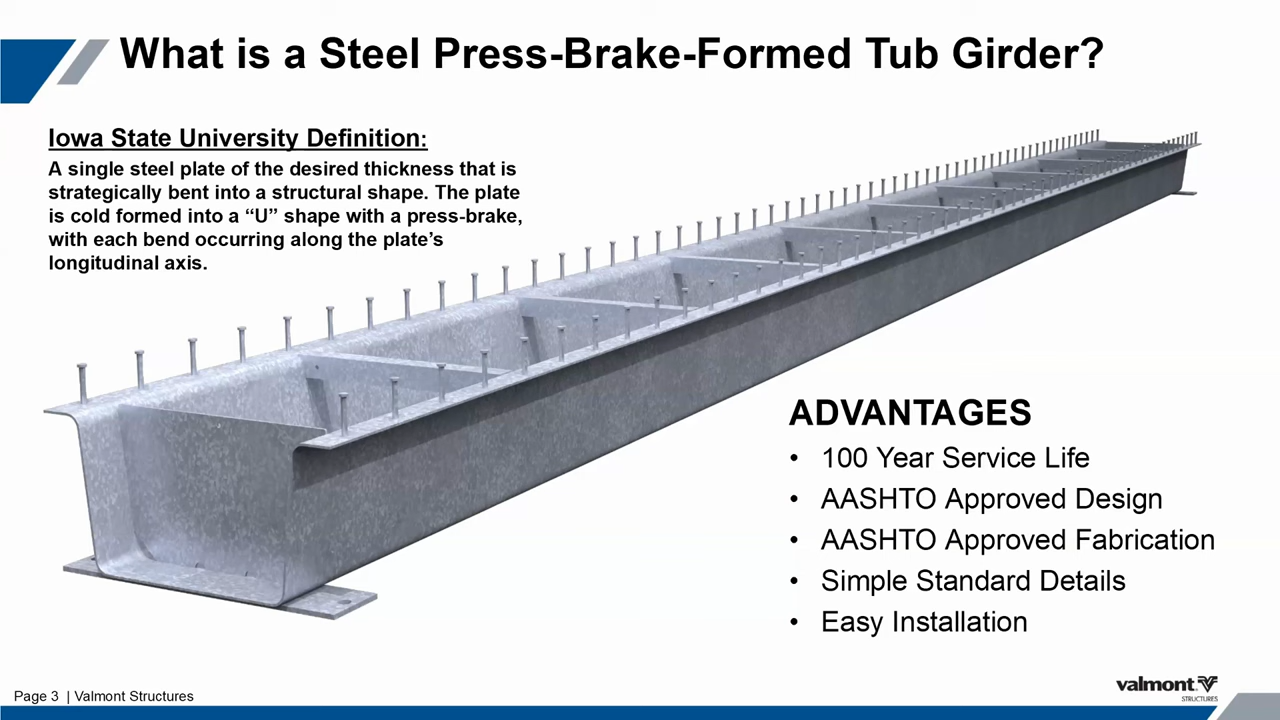 What is a Steel Press-Brake-Formed Tub Girder?
Iowa State University Definition:
A single steel plate of the desired thickness that is
strategically bent into a structural shape. The plate
is cold formed into a “U” shape with a press-brake,
with each bend occurring along the plate’s
longitudinal axis.
ADVANTAGES
• 100 Year Service Life
• AASHTO Approved Design
• AASHTO Approved Fabrication
• Simple Standard Details
• Easy Installation
Page 3 | Valmont Structures
valmont
STRUCTURES